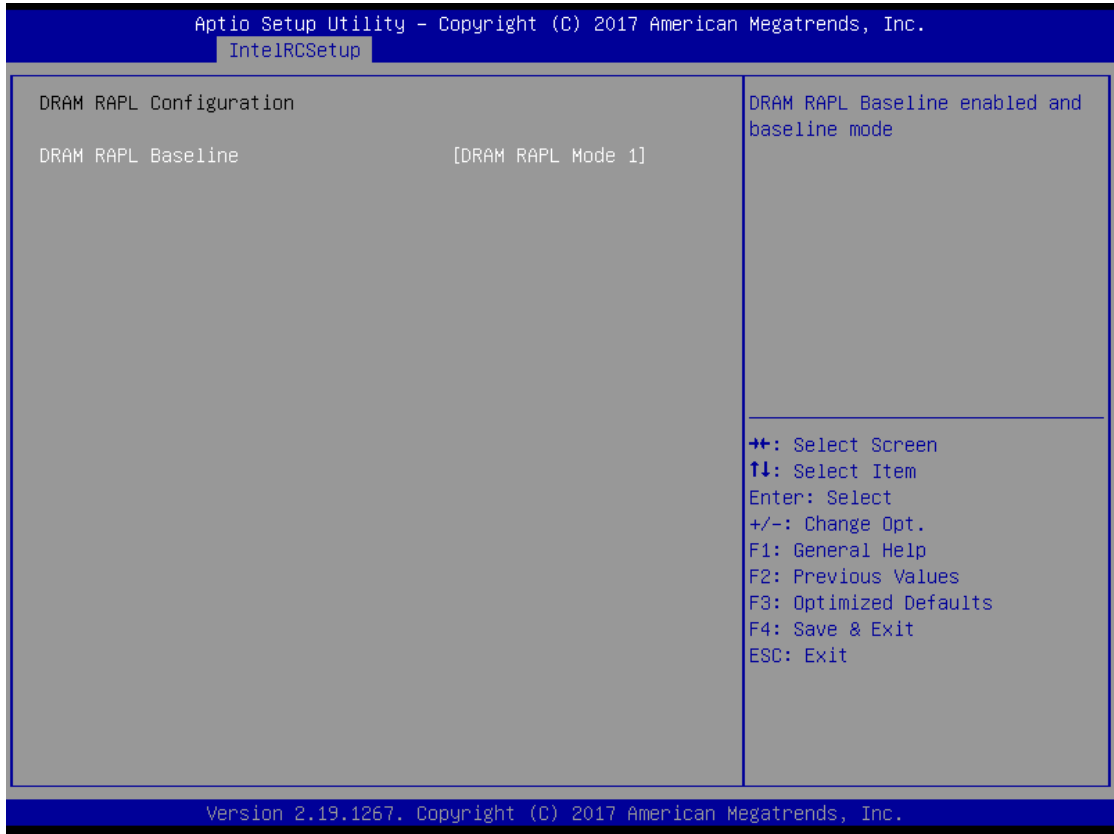 Aptio Setup Utility – Copyright (C) 2017 American Megatrends, Inc.
IntelRCSetup
DRAM RAPL Configuration
DRAM RAPL Baseline [DRAM RAPL Mode 1]
DRAM RAPL Baseline enabled and
baseline mode
→←: Select Screen
↑↓: Select Item
Enter: Select
+/-: Change Opt.
F1: General Help
F2: Previous Values
F3: Optimized Defaults
F4: Save & Exit
ESC: Exit
Version 2.19.1267. Copyright (C) 2017 American Megatrends, Inc.